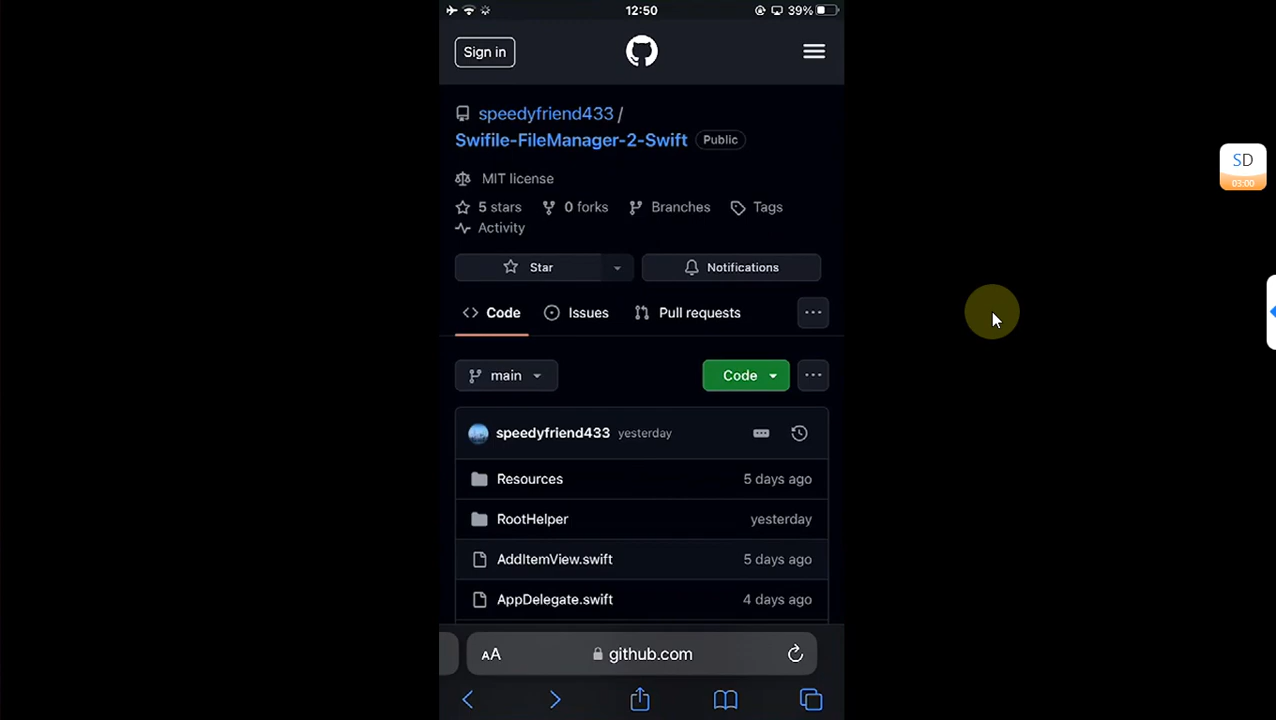 12:50
39%
Sign in
speedyfriend433 /
Swifile-FileManager-2-Swift Public
MIT license
5 stars 0 forks Branches Tags
Activity
Star Notifications
Code Issues Pull requests
main Code
speedyfriend433 yesterday
Resources 5 days ago
RootHelper yesterday
AddItemView.swift 5 days ago
AppDelegate.swift 4 days ago
AA github.com
SD
03:00